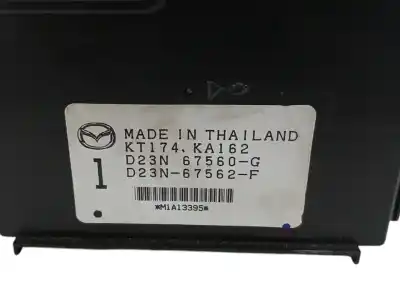 MADE IN THAILAND
KT174, KA162
1
D23N 67560-G
D23N-67562-F
*M1A13395*